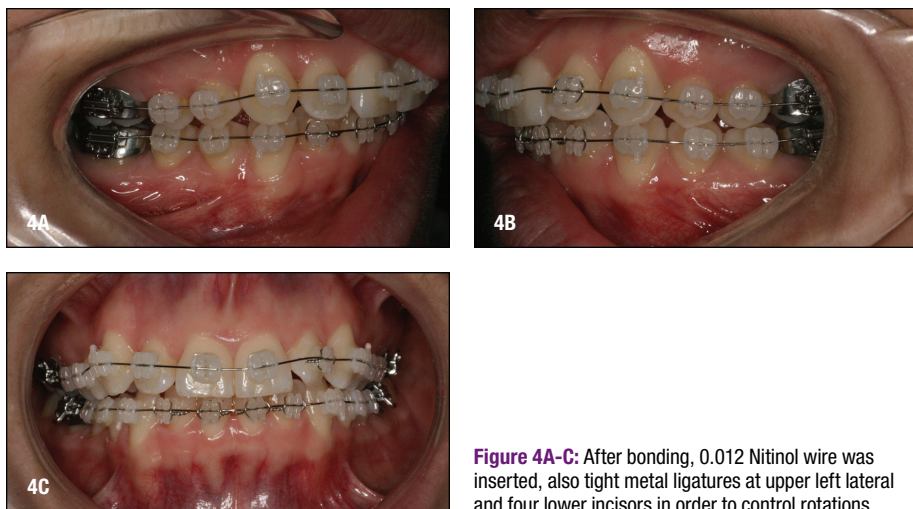 4A
4B
4C
Figure 4A-C: After bonding, 0.012 Nitinol wire was
inserted, also tight metal ligatures at upper left lateral
and four lower incisors in order to control rotations